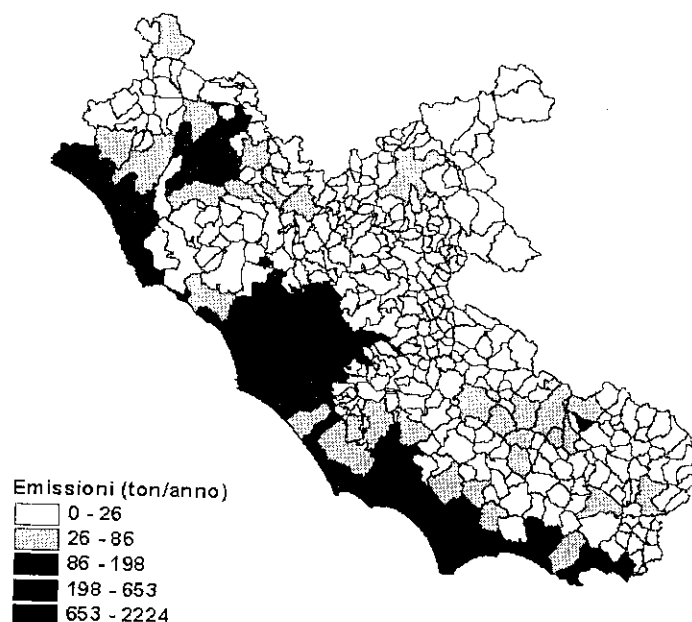 Emissioni (ton/anno)
0 - 26
26 - 86
86 - 198
198 - 653
653 - 2224